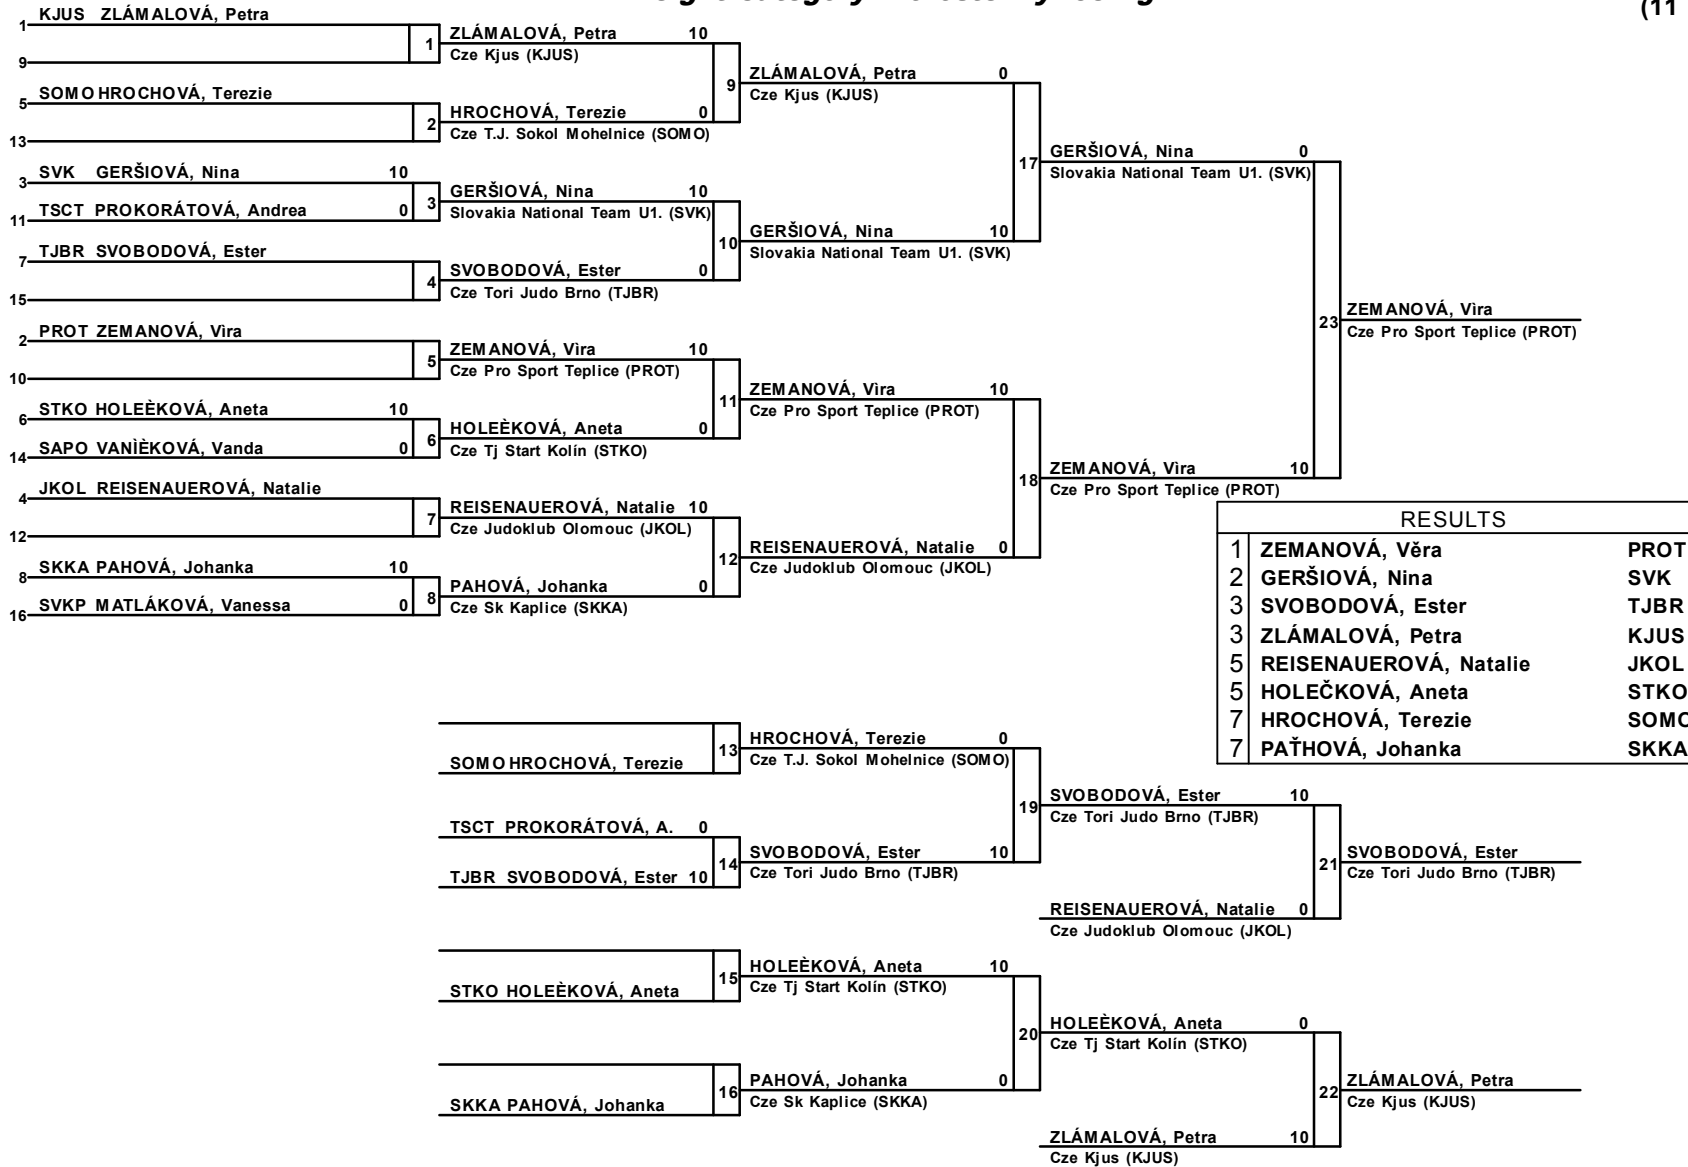 (11
KJUS ZLÁMALOVÁ, Petra
1
9
1
ZLÁMALOVÁ, Petra 10
Cze Kjus (KJUS)
SOMO HROCHOVÁ, Terezie
5
13
2
HROCHOVÁ, Terezie 0
Cze T.J. Sokol Mohelnice (SOMO)
9
ZLÁMALOVÁ, Petra 0
Cze Kjus (KJUS)
SVK GERŠIOVÁ, Nina 10
3
TSCT PROKORÁTOVÁ, Andrea 0
11
3
GERŠIOVÁ, Nina 10
Slovakia National Team U1. (SVK)
TJBR SVOBODOVÁ, Ester
7
15
4
SVOBODOVÁ, Ester 0
Cze Tori Judo Brno (TJBR)
10
GERŠIOVÁ, Nina 10
Slovakia National Team U1. (SVK)
17
GERŠIOVÁ, Nina 0
Slovakia National Team U1. (SVK)
PROT ZEMANOVÁ, Vìra
2
10
5
ZEMANOVÁ, Vìra 10
Cze Pro Sport Teplice (PROT)
STKO HOLEÈKOVÁ, Aneta 10
6
SAPO VANÌÈKOVÁ, Vanda 0
14
6
HOLEÈKOVÁ, Aneta 0
Cze Tj Start Kolín (STKO)
11
ZEMANOVÁ, Vìra 10
Cze Pro Sport Teplice (PROT)
JKOL REISENAUEROVÁ, Natalie
4
12
7
REISENAUEROVÁ, Natalie 10
Cze Judoklub Olomouc (JKOL)
SKKA PAHOVÁ, Johanka 10
8
SVKP MATLÁKOVÁ, Vanessa 0
16
8
PAHOVÁ, Johanka 0
Cze Sk Kaplice (SKKA)
12
REISENAUEROVÁ, Natalie 0
Cze Judoklub Olomouc (JKOL)
18
ZEMANOVÁ, Vìra 10
Cze Pro Sport Teplice (PROT)
23
ZEMANOVÁ, Vìra
Cze Pro Sport Teplice (PROT)
RESULTS
1 ZEMANOVÁ, Věra PROT
2 GERŠIOVÁ, Nina SVK
3 SVOBODOVÁ, Ester TJBR
3 ZLÁMALOVÁ, Petra KJUS
5 REISENAUEROVÁ, Natalie JKOL
5 HOLEČKOVÁ, Aneta STKO
7 HROCHOVÁ, Terezie SOMO
7 PAŤHOVÁ, Johanka SKKA
SOMO HROCHOVÁ, Terezie
13
HROCHOVÁ, Terezie 0
Cze T.J. Sokol Mohelnice (SOMO)
TSCT PROKORÁTOVÁ, A. 0
TJBR SVOBODOVÁ, Ester 10
14
SVOBODOVÁ, Ester 10
Cze Tori Judo Brno (TJBR)
19
SVOBODOVÁ, Ester 10
Cze Tori Judo Brno (TJBR)
REISENAUEROVÁ, Natalie 0
Cze Judoklub Olomouc (JKOL)
21
SVOBODOVÁ, Ester
Cze Tori Judo Brno (TJBR)
STKO HOLEÈKOVÁ, Aneta
15
HOLEÈKOVÁ, Aneta 10
Cze Tj Start Kolín (STKO)
SKKA PAHOVÁ, Johanka
16
PAHOVÁ, Johanka 0
Cze Sk Kaplice (SKKA)
20
HOLEÈKOVÁ, Aneta 0
Cze Tj Start Kolín (STKO)
ZLÁMALOVÁ, Petra 10
Cze Kjus (KJUS)
22
ZLÁMALOVÁ, Petra
Cze Kjus (KJUS)